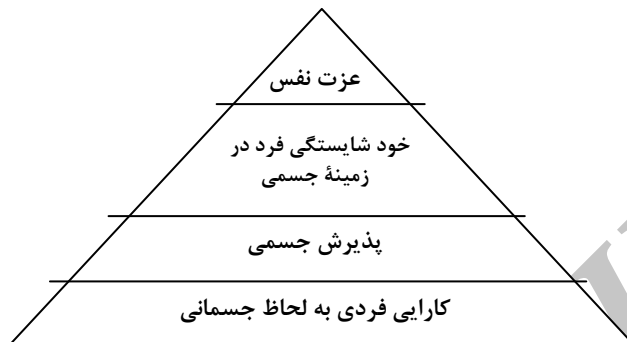 عزت نفس
خود شایستگی فرد در
زمینهٔ جسمی
پذیرش جسمی
کارایی فردی به لحاظ جسمانی